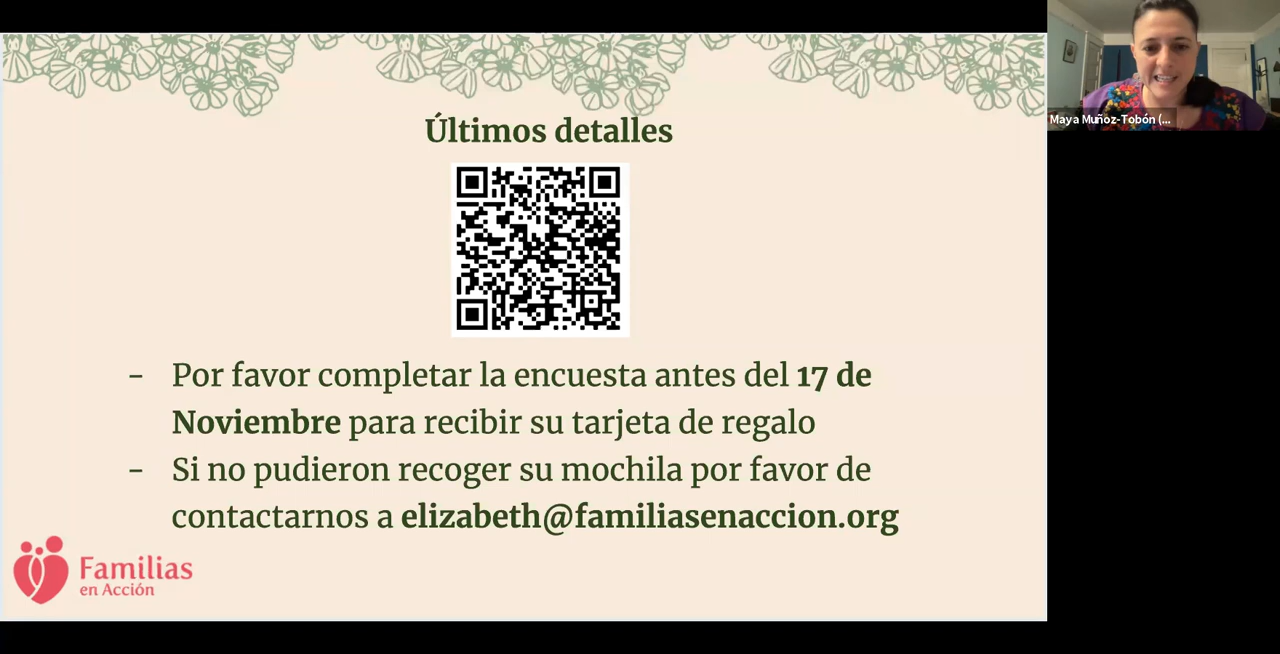 Últimos detalles
- Por favor completar la encuesta antes del 17 de
Noviembre para recibir su tarjeta de regalo
- Si no pudieron recoger su mochila por favor de
contactarnos a elizabeth@familiasenaccion.org
Familias
en Acción
Maya Muñoz-Tobón (...